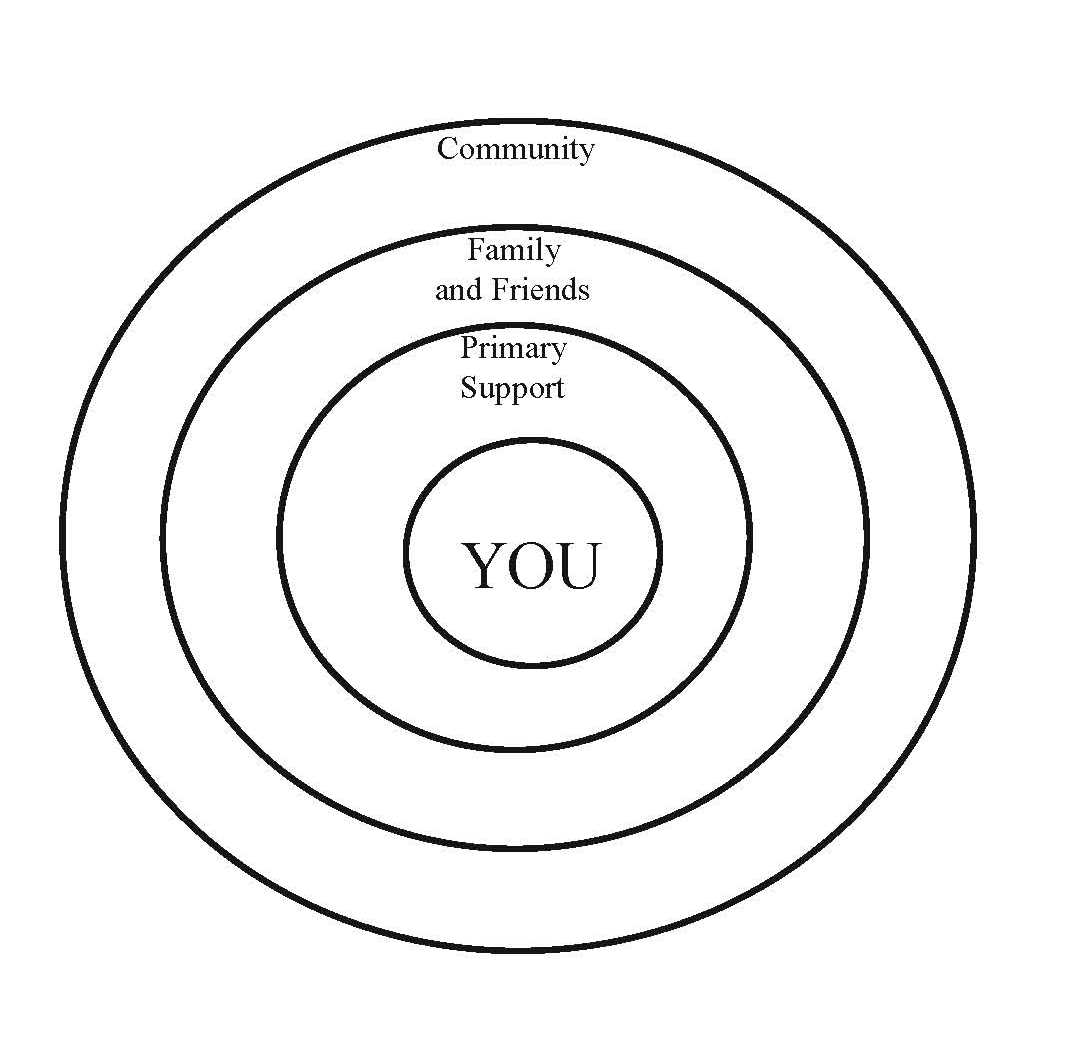 Community
Family
and Friends
Primary
Support
YOU